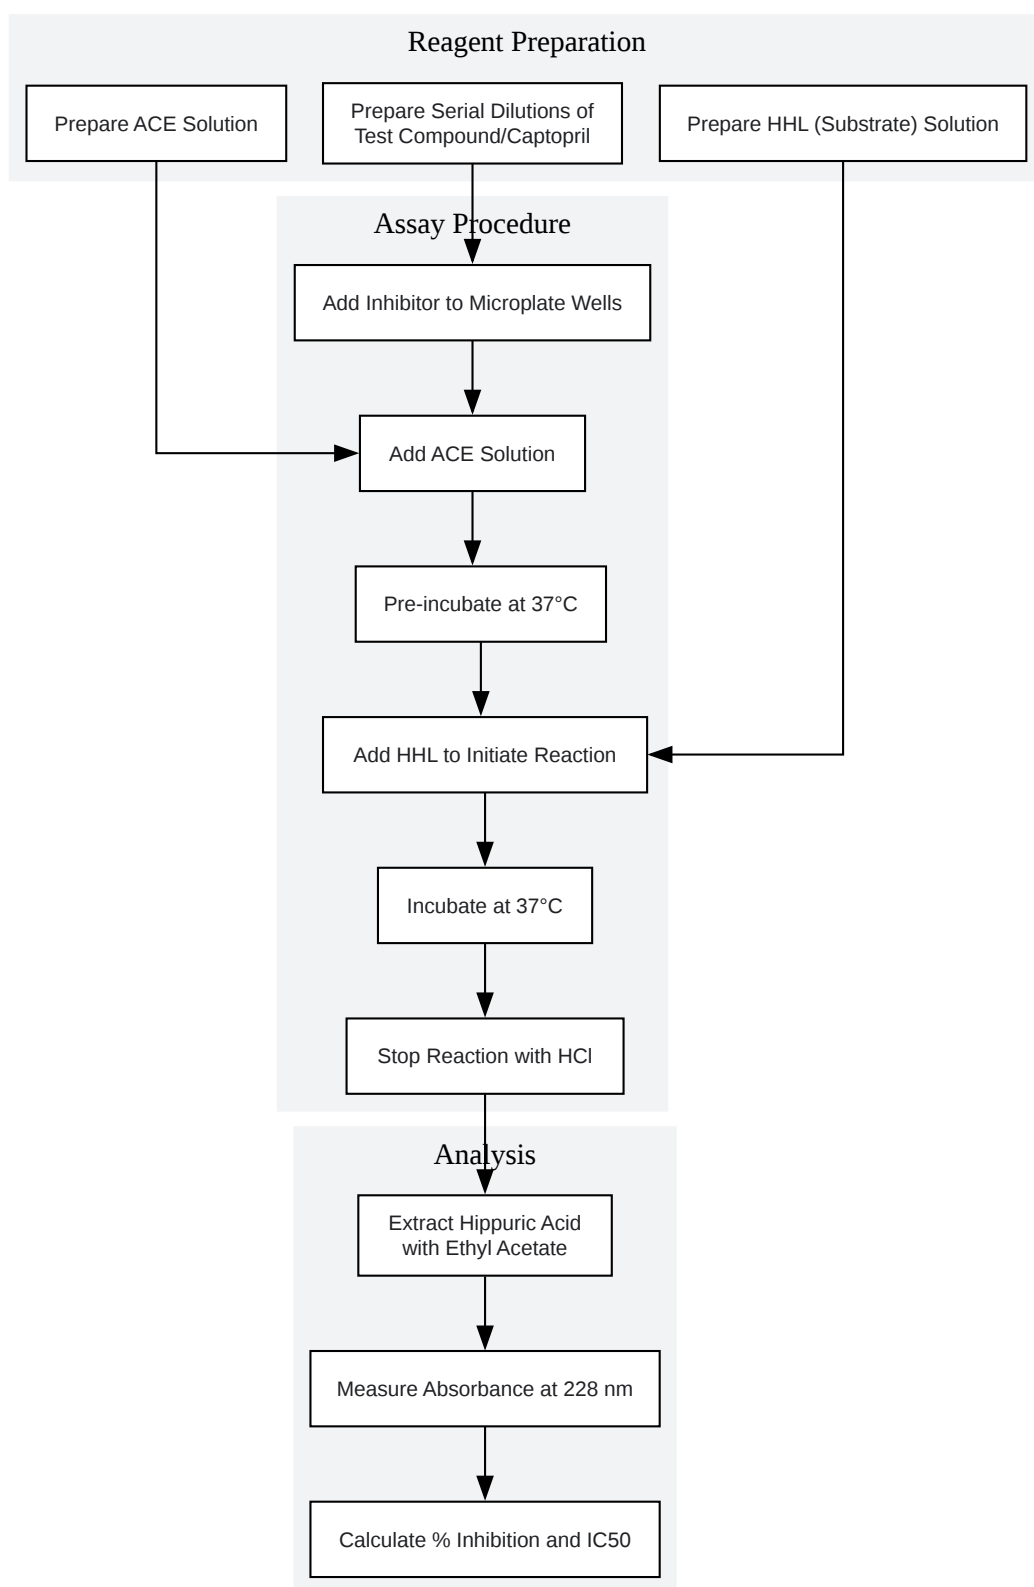 Reagent Preparation
Prepare ACE Solution
Prepare Serial Dilutions of
Test Compound/Captopril
Prepare HHL (Substrate) Solution
Assay Procedure
Add Inhibitor to Microplate Wells
Add ACE Solution
Pre-incubate at 37°C
Add HHL to Initiate Reaction
Incubate at 37°C
Stop Reaction with HCl
Analysis
Extract Hippuric Acid
with Ethyl Acetate
Measure Absorbance at 228 nm
Calculate % Inhibition and IC50